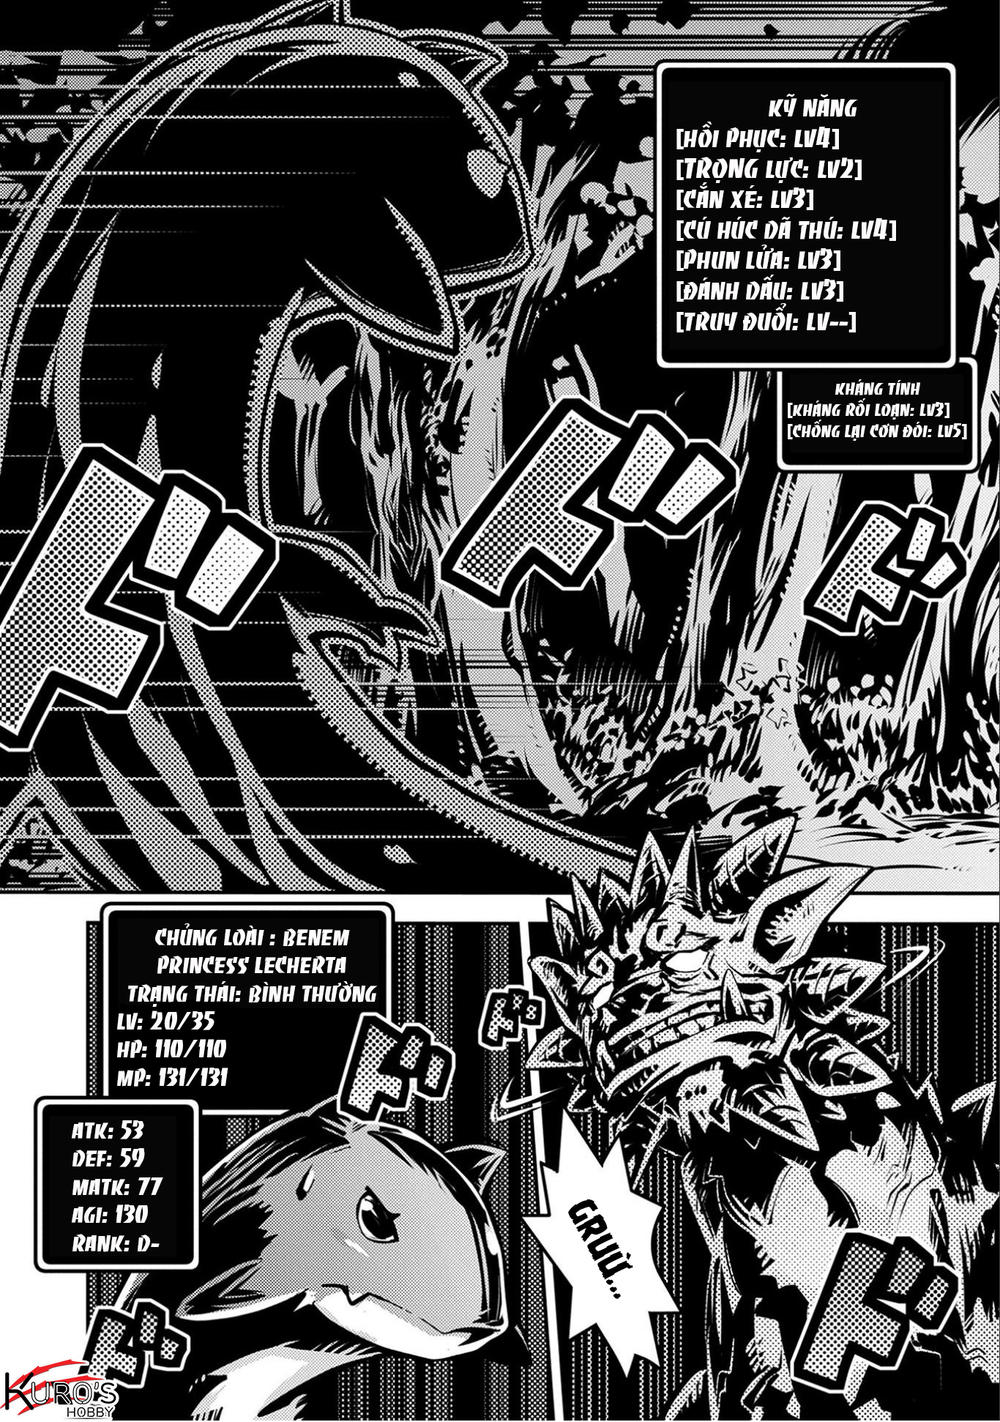 KỸ NĂNG
[HỒI PHỤC: LV4]
[TRỌNG LỰC: LV2]
[CẮN XÉ: LV3]
[CÚ HÚC DÃ THÚ: LV4]
[PHUN LỬA: LV3]
[ĐÁNH DẤU: LV3]
[TRUY ĐUỔI: LV--]
KHÁNG TÍNH
[KHÁNG RỐI LOẠN: LV3]
[CHỐNG LẠI CƠN ĐÓI: LV5]
ド
ド
ド
CHỦNG LOÀI : BENEM
PRINCESS LECHERTA
TRẠNG THÁI: BÌNH THƯỜNG
LV: 20/35
HP: 110/110
MP: 131/131
ATK: 53
DEF: 59
MATK: 77
AGI: 130
RANK: D-
ド
ド
GRUÙ...
ド
ド
KURO'S
HOBBY